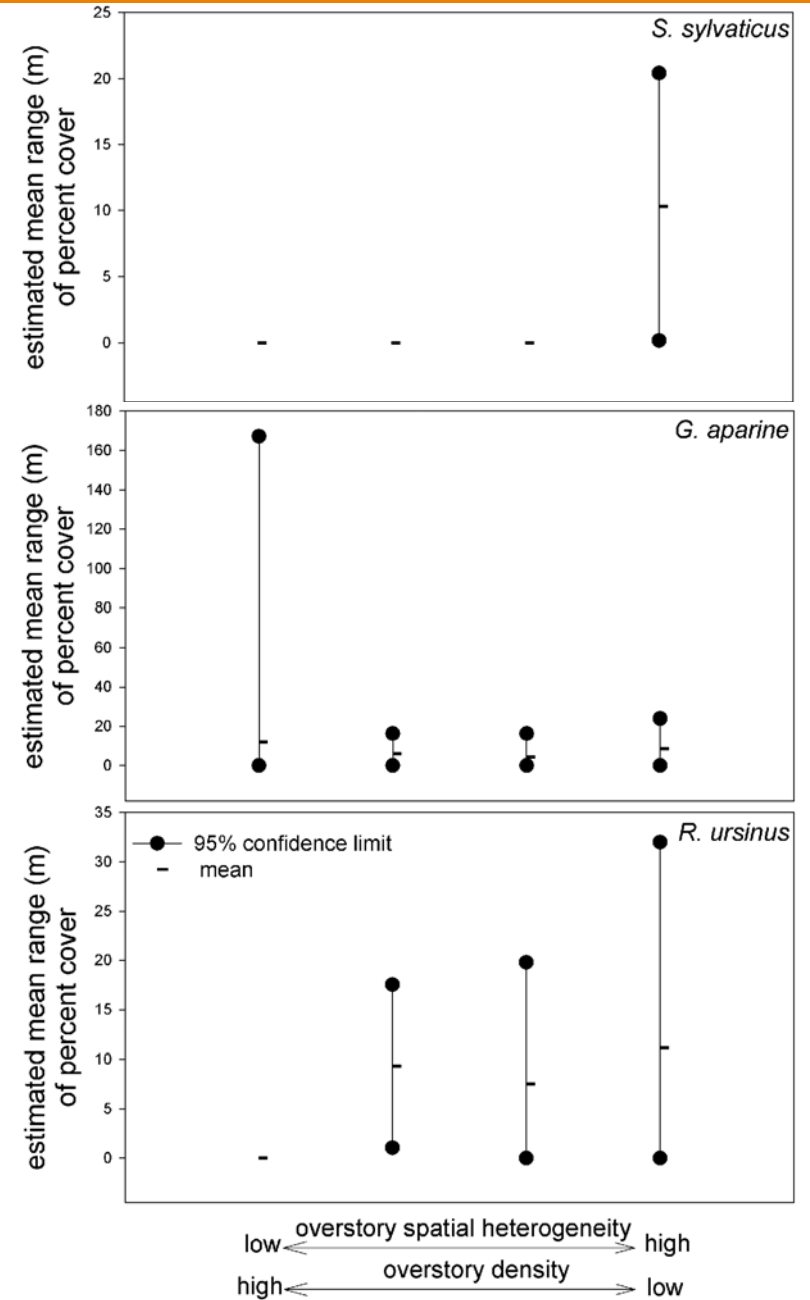 25
S. sylvaticus
20
15
10
5
0
estimated mean range (m)
of percent cover
180
G. aparine
160
140
120
100
80
60
40
20
0
estimated mean range (m)
of percent cover
35
R. ursinus
95% confidence limit
mean
30
25
20
15
10
5
0
estimated mean range (m)
of percent cover
overstory spatial heterogeneity
low high
overstory density
high low